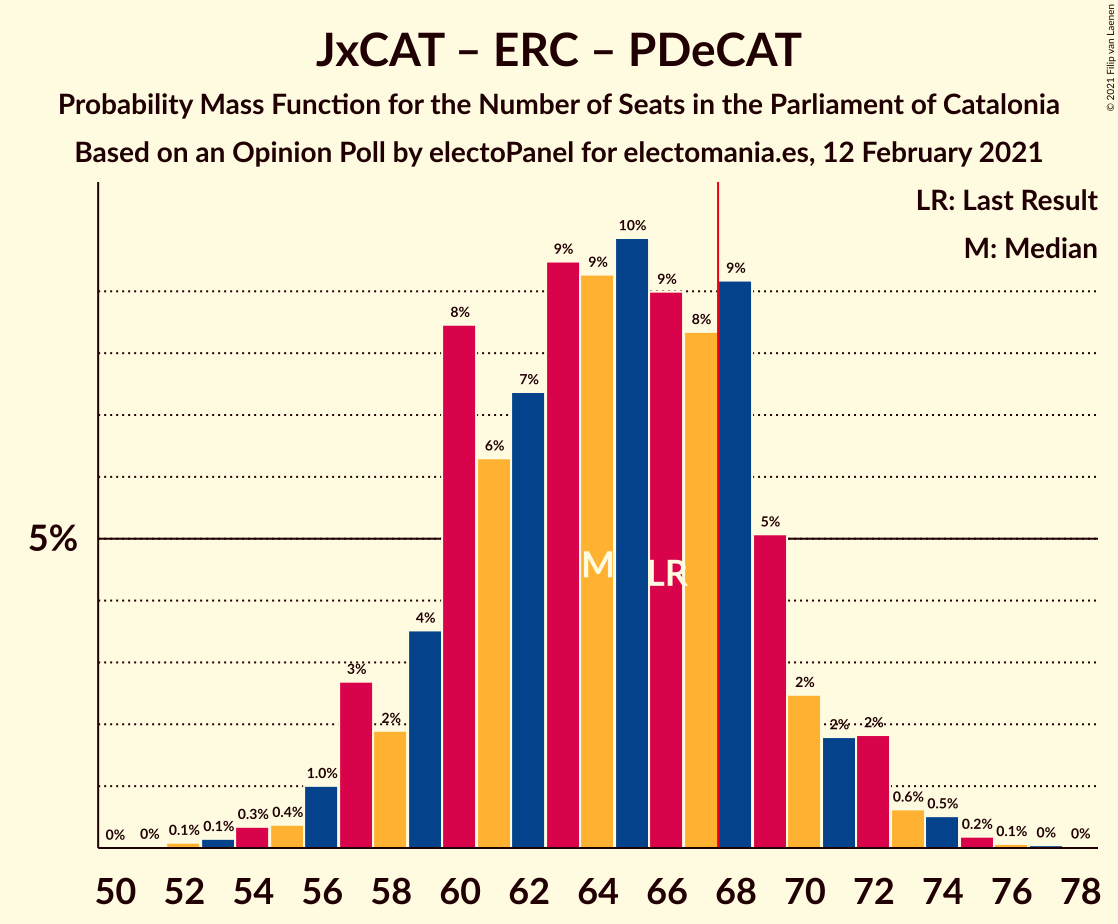 JxCAT – ERC – PDeCAT
Probability Mass Function for the Number of Seats in the Parliament of Catalonia
Based on an Opinion Poll by electoPanel for electomania.es, 12 February 2021
© 2021 Filip van Laenen
LR: Last Result
M: Median
5%
0% 0% 0.1% 0.1% 0.3% 0.4% 1.0% 3% 2% 4% 8% 6% 7% 9% 9% 10% 9% 8% 9% 5% 2% 2% 2% 0.6% 0.5% 0.2% 0.1% 0% 0%
M LR
50 52 54 56 58 60 62 64 66 68 70 72 74 76 78